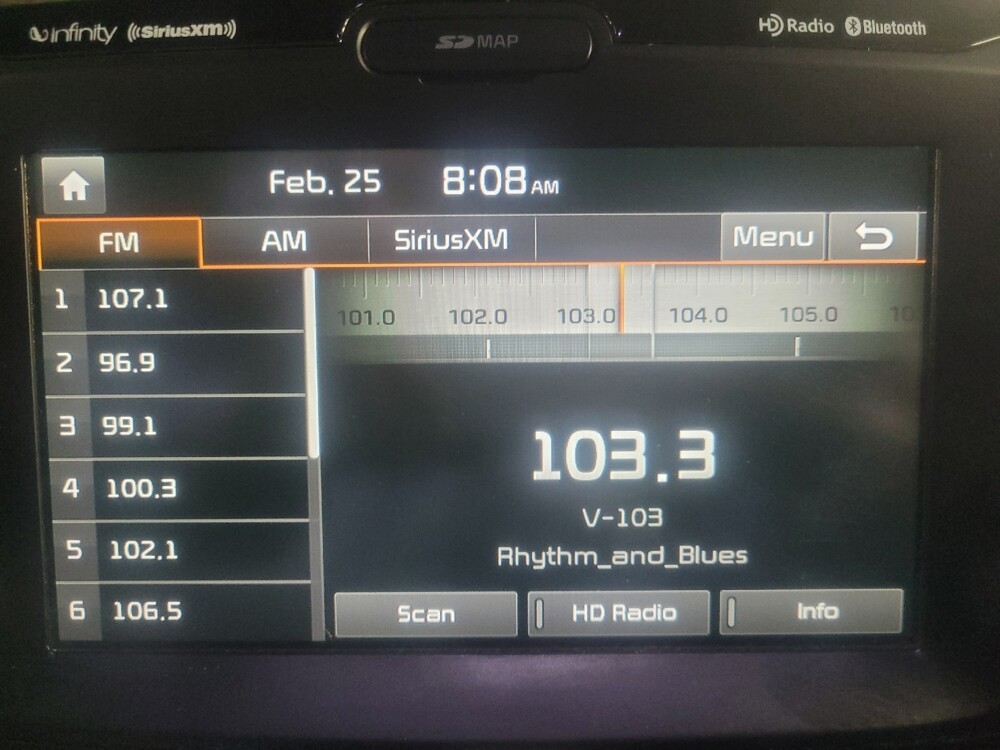 infinity SiriusXM SD MAP HD Radio Bluetooth
Feb. 25 8:08 AM
FM AM SiriusXM Menu
1 107.1
2 96.9
3 99.1
4 100.3
5 102.1
6 106.5
101.0 102.0 103.0 104.0 105.0 10
103.3
V-103
Rhythm_and_Blues
Scan HD Radio Info